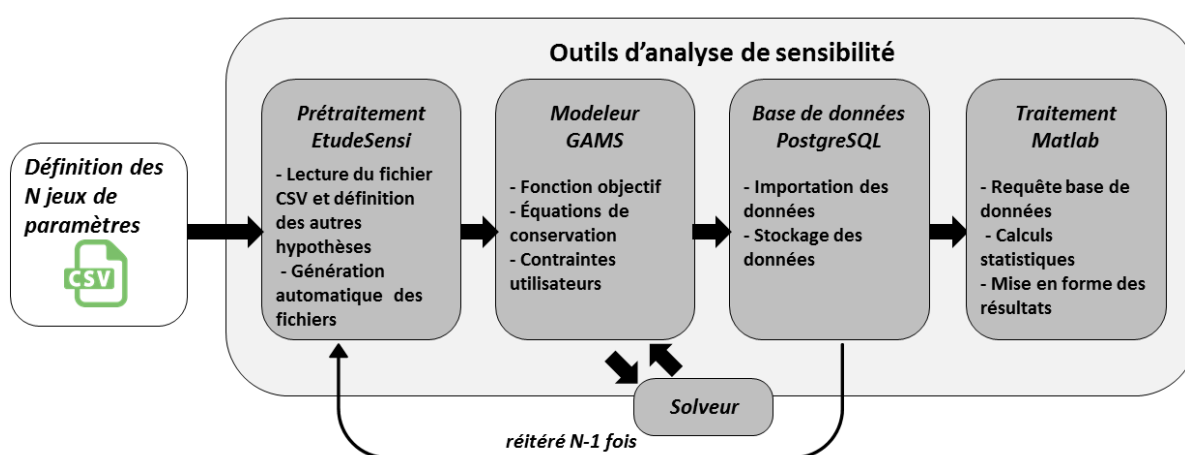 Outils d'analyse de sensibilité
Définition des
N jeux de
paramètres
CSV
Prétraitement
EtudeSensi
- Lecture du fichier
CSV et définition
des autres
hypothèses
- Génération
automatique des
fichiers
Modeleur
GAMS
- Fonction objectif
- Équations de
conservation
- Contraintes
utilisateurs
Base de données
PostgreSQL
- Importation des
données
- Stockage des
données
Traitement
Matlab
- Requête base de
données
- Calculs
statistiques
- Mise en forme des
résultats
Solveur
réitéré N-1 fois